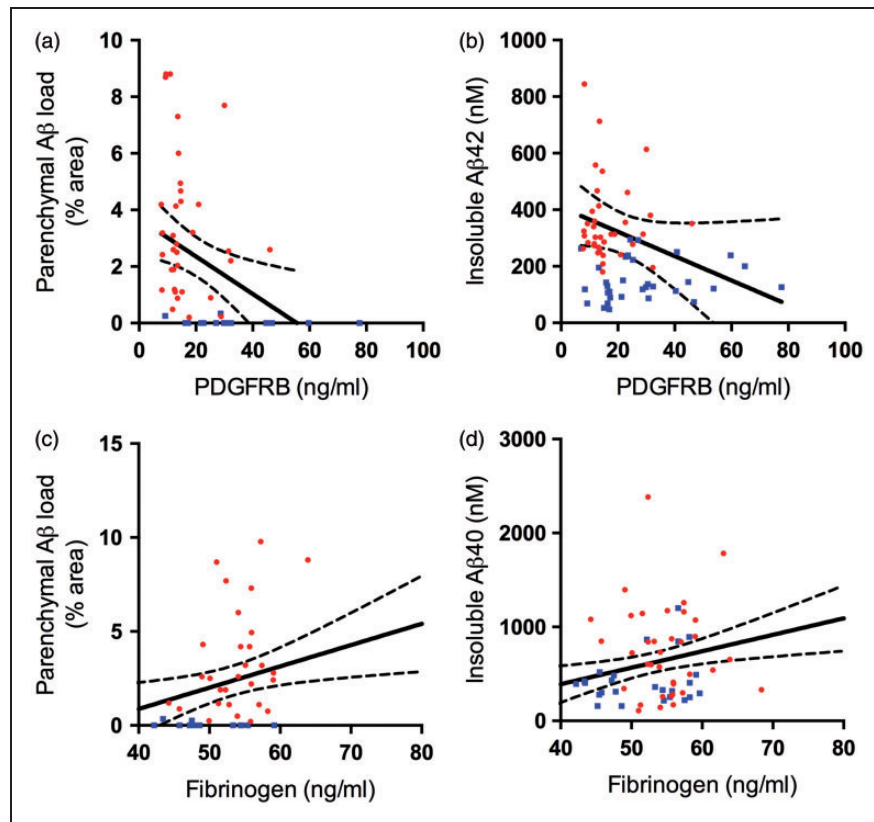 (a)
Parenchymal Aβ load
(% area)
10
8
6
4
2
0
0 20 40 60 80 100
PDGFRB (ng/ml)
(b)
Insoluble Aβ42 (nM)
1000
800
600
400
200
0
0 20 40 60 80 100
PDGFRB (ng/ml)
(c)
Parenchymal Aβ load
(% area)
15
10
5
0
40 50 60 70 80
Fibrinogen (ng/ml)
(d)
Insoluble Aβ40 (nM)
3000
2000
1000
0
40 50 60 70 80
Fibrinogen (ng/ml)